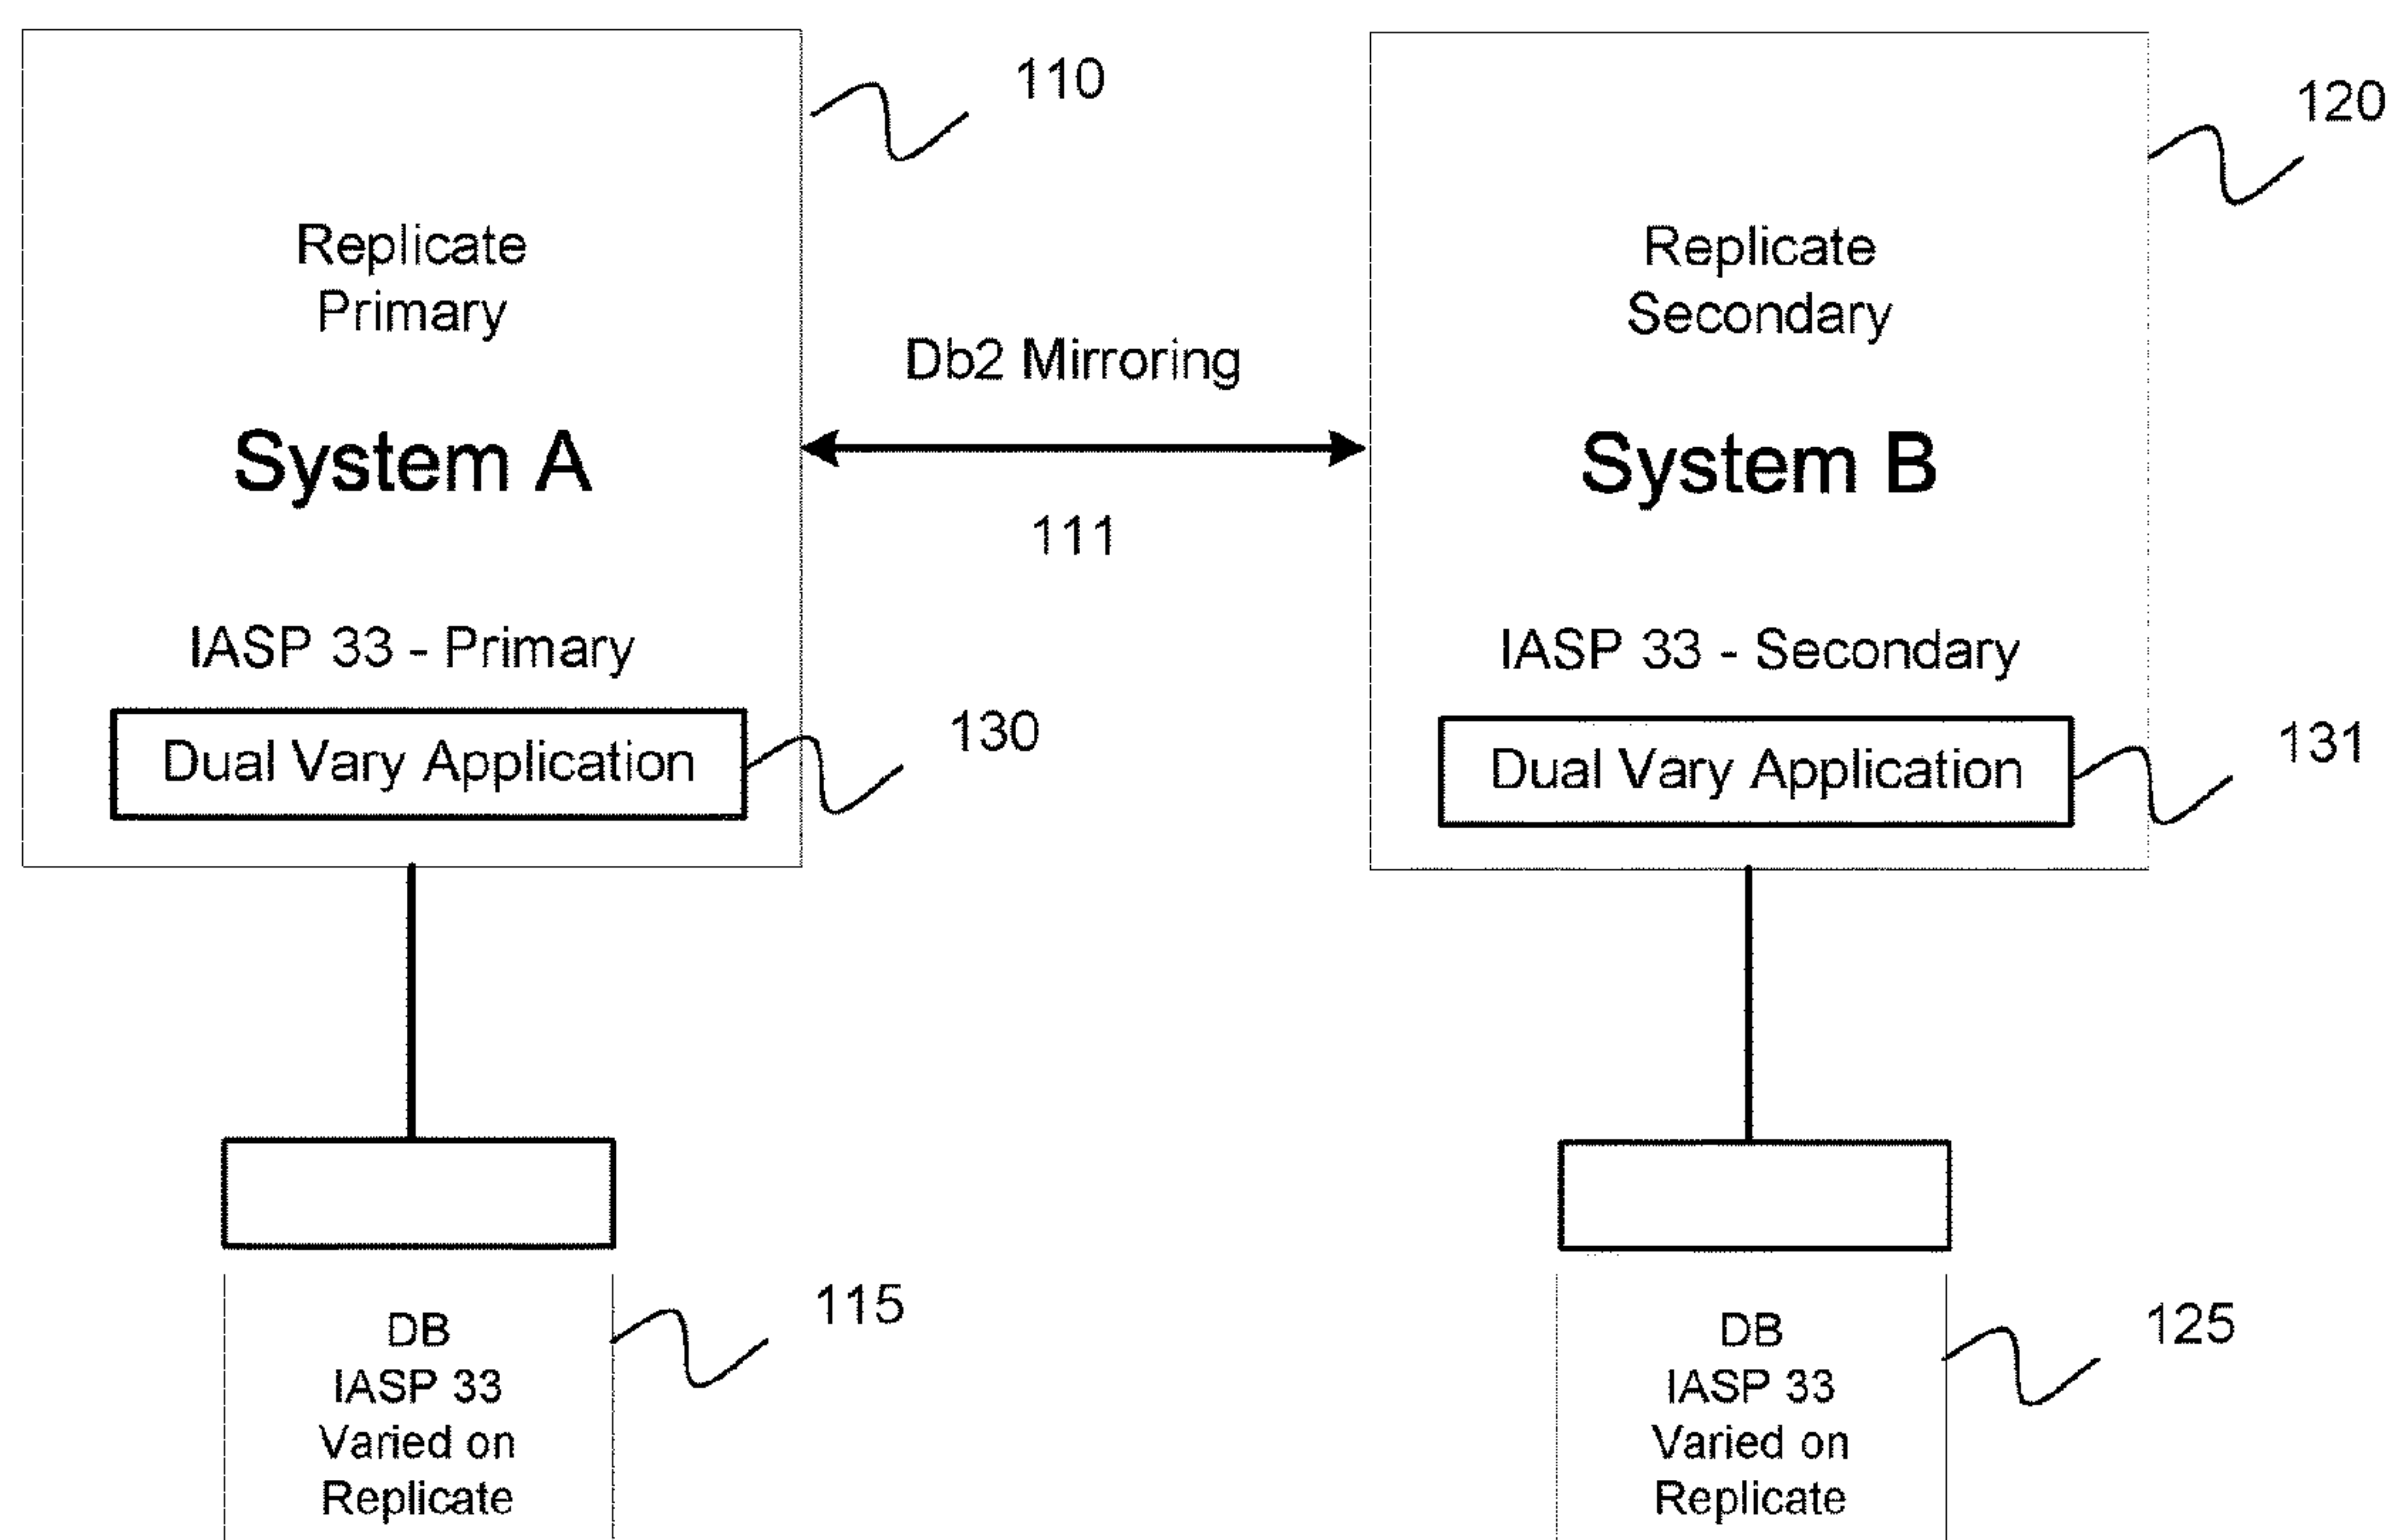 110
120
Replicate
Primary
Replicate
Secondary
Db2 Mirroring
System A
System B
111
IASP 33 - Primary
IASP 33 - Secondary
130
131
Dual Vary Application
Dual Vary Application
115
125
DB
IASP 33
Varied on
Replicate
DB
IASP 33
Varied on
Replicate